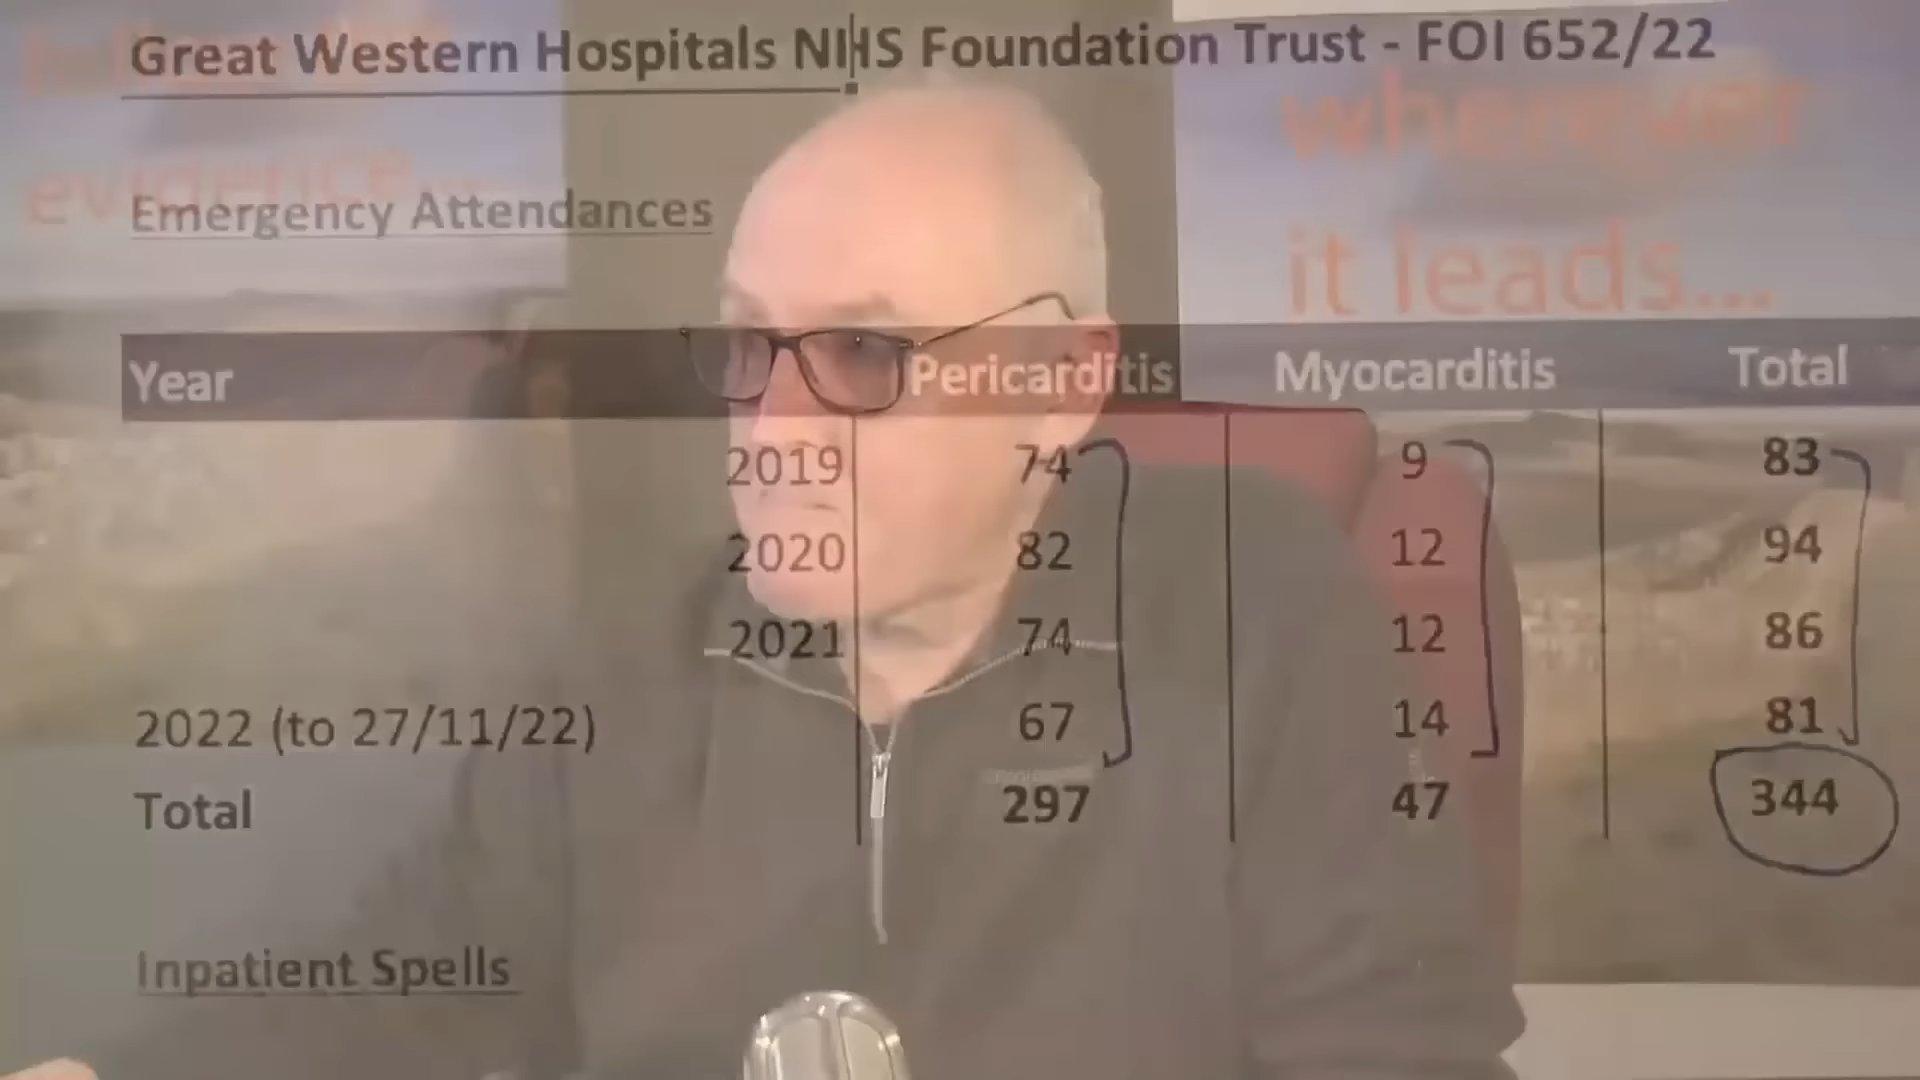 Great Western Hospitals NHS Foundation Trust - FOI 652/22
evidence...
wherever
it leads...
Emergency Attendances
Year Pericarditis Myocarditis Total
2019 74 9 83
2020 82 12 94
2021 74 12 86
2022 (to 27/11/22) 67 14 81
Total 297 47 344
Inpatient Spells